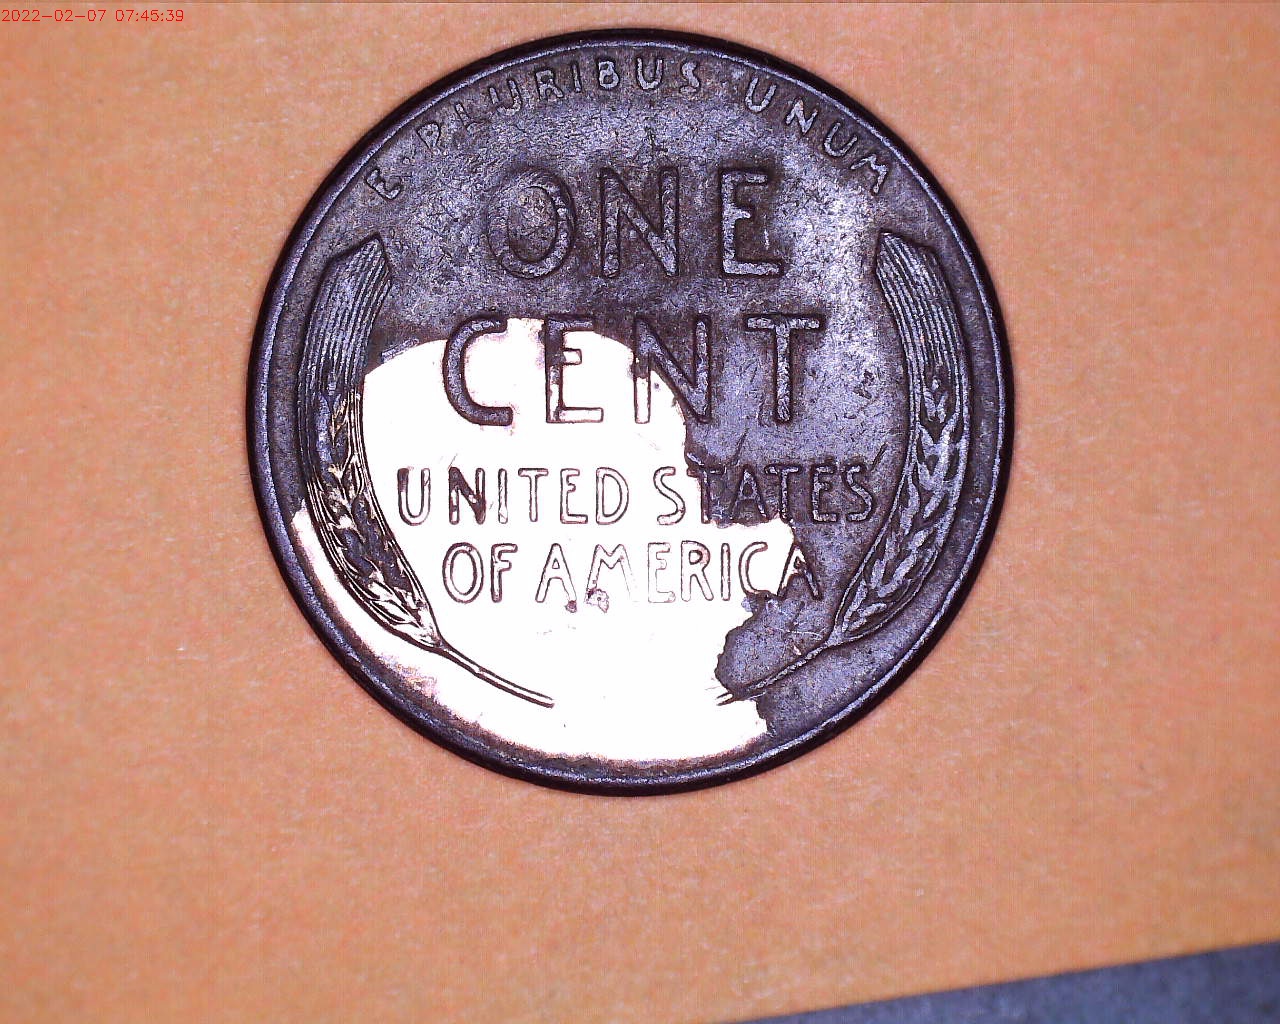 2022-02-07 07:45:39
E·PLURIBUS·UNUM
ONE
CENT
UNITED STATES
OF AMERICA